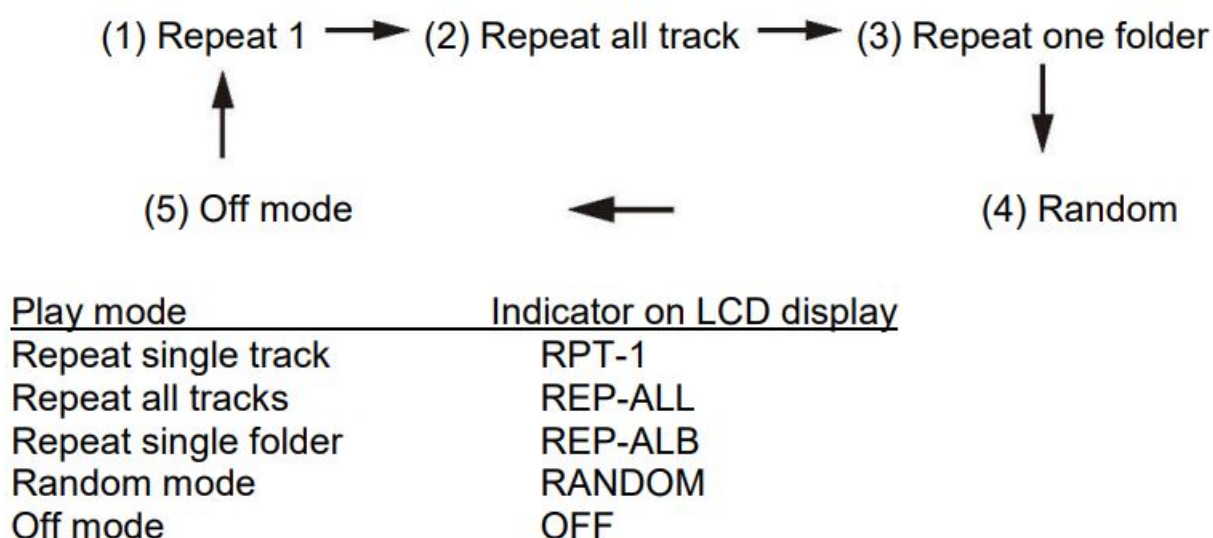 (1) Repeat 1 (2) Repeat all track (3) Repeat one folder
(5) Off mode (4) Random
Play mode Indicator on LCD display
Repeat single track RPT-1
Repeat all tracks REP-ALL
Repeat single folder REP-ALB
Random mode RANDOM
Off mode OFF